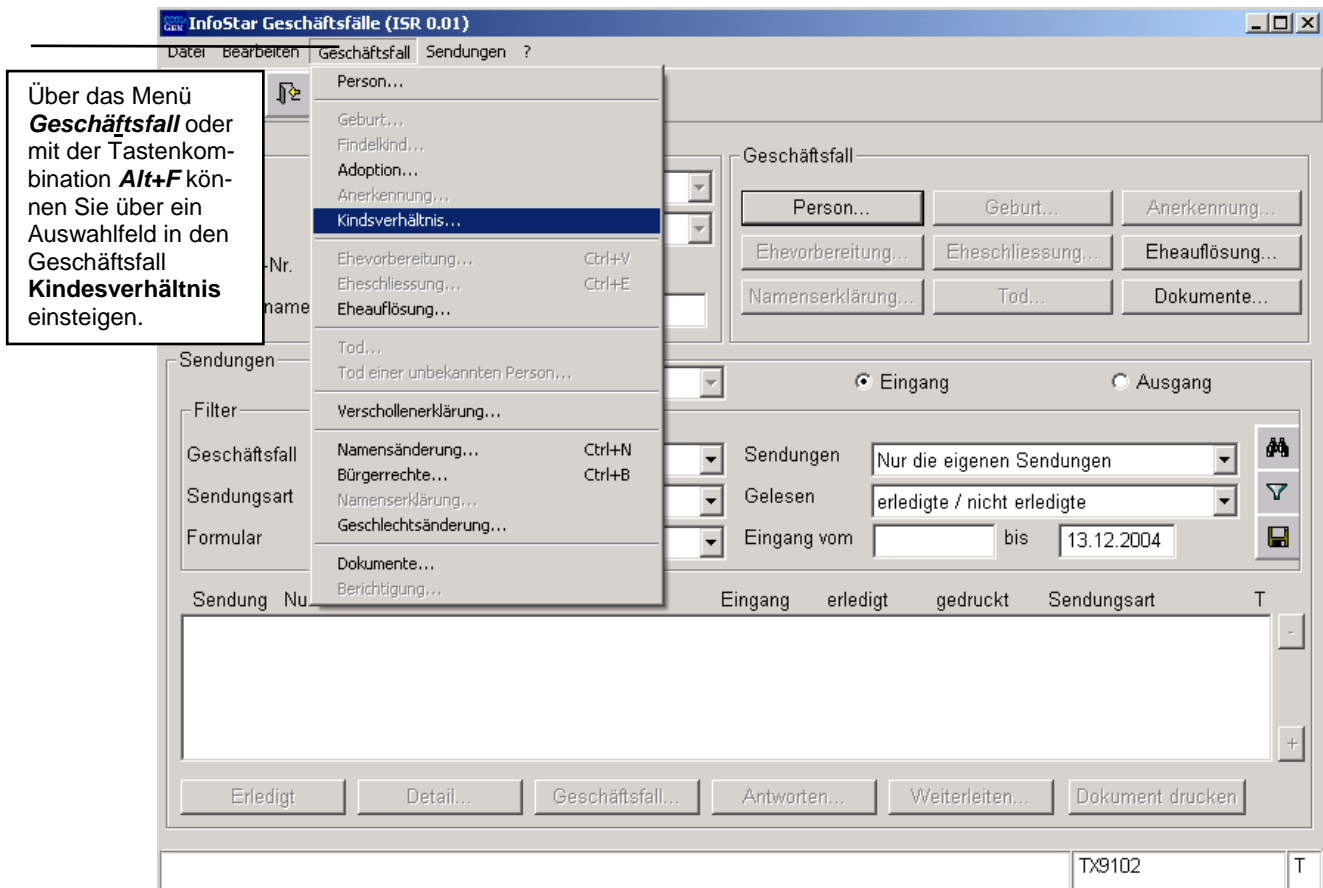 COOL GEN InfoStar Geschäftsfälle (ISR 0.01)
Datei Bearbeiten Geschäftsfall Sendungen ?
Über das Menü
Geschäftsfall oder
mit der Tastenkom-
bination Alt+F kön-
nen Sie über ein
Auswahlfeld in den
Geschäftsfall
Kindesverhältnis
einsteigen.
Person...
Geburt...
Findelkind...
Adoption...
Anerkennung...
Kindsverhältnis...
Ehevorbereitung... Ctrl+V
Eheschliessung... Ctrl+E
Eheauflösung...
Tod...
Tod einer unbekannten Person...
Verschollenerklärung...
Namensänderung... Ctrl+N
Bürgerrechte... Ctrl+B
Namenserklärung...
Geschlechtsänderung...
Dokumente...
Berichtigung...
-Nr.
name
Geschäftsfall
Person... Geburt... Anerkennung...
Ehevorbereitung... Eheschliessung... Eheauflösung...
Namenserklärung... Tod... Dokumente...
Sendungen
Eingang Ausgang
Filter
Geschäftsfall Sendungen Nur die eigenen Sendungen
Sendungsart Gelesen erledigte / nicht erledigte
Formular Eingang vom bis 13.12.2004
Sendung Nu Eingang erledigt gedruckt Sendungsart T
-
+
Erledigt Detail... Geschäftsfall... Antworten... Weiterleiten... Dokument drucken
TX9102 T